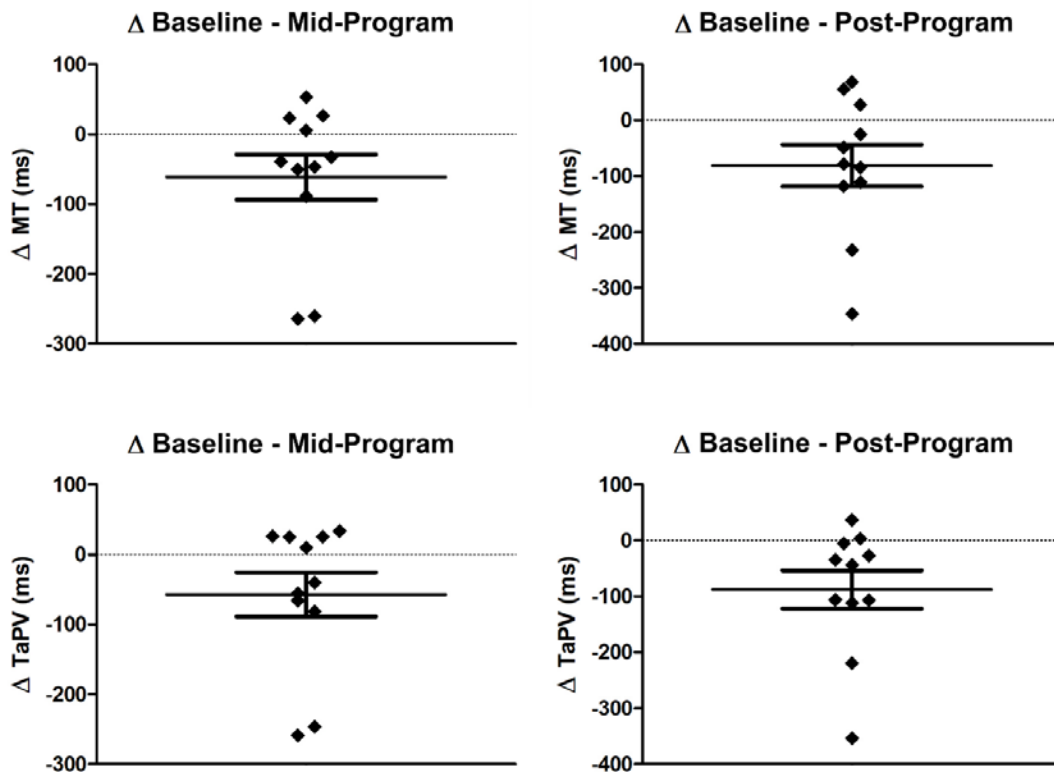 Δ Baseline - Mid-Program
100
0
-100
-200
-300
Δ MT (ms)
Δ Baseline - Post-Program
100
0
-100
-200
-300
-400
Δ MT (ms)
Δ Baseline - Mid-Program
100
0
-100
-200
-300
Δ TaPV (ms)
Δ Baseline - Post-Program
100
0
-100
-200
-300
-400
Δ TaPV (ms)